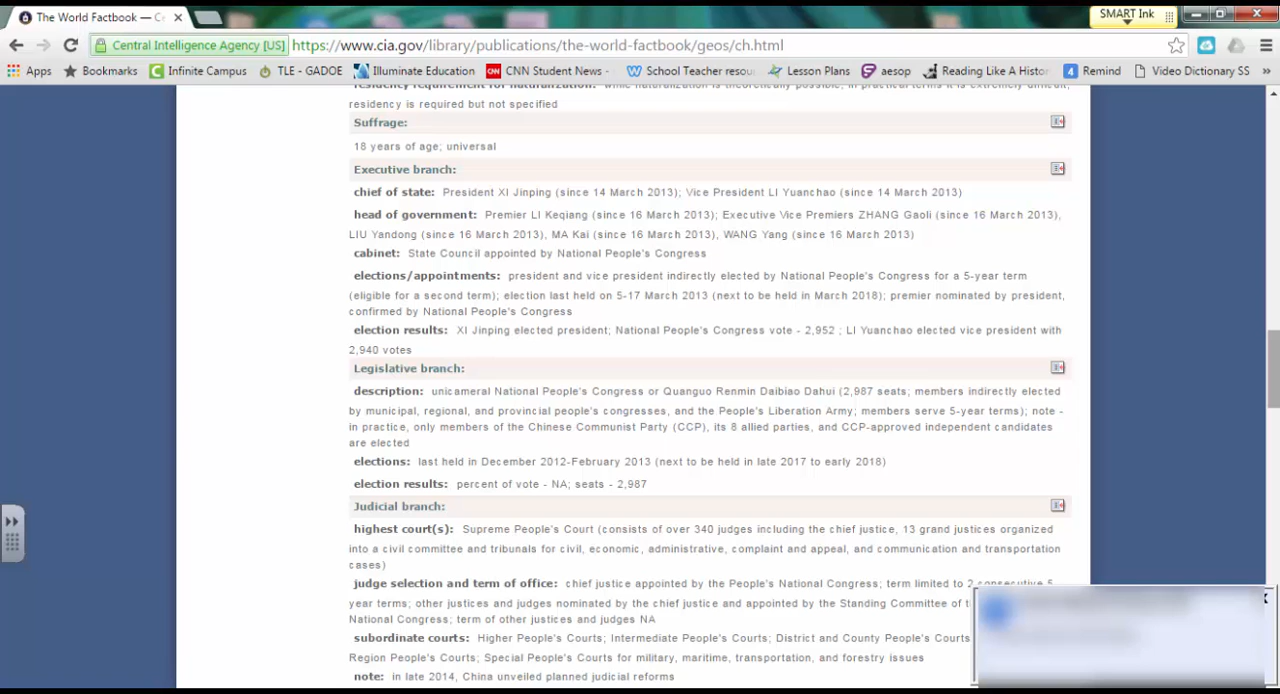 The World Factbook — Ce
SMART Ink
Central Intelligence Agency [US]
https://www.cia.gov/library/publications/the-world-factbook/geos/ch.html
Apps Bookmarks Infinite Campus TLE - GADOE Illuminate Education CNN Student News - School Teacher resou Lesson Plans aesop Reading Like A Histor Remind Video Dictionary SS »
residency requirement for naturalization: while naturalization is theoretically possible, in practical terms it is extremely difficult;
residency is required but not specified
Suffrage:
18 years of age; universal
Executive branch:
chief of state: President XI Jinping (since 14 March 2013); Vice President LI Yuanchao (since 14 March 2013)
head of government: Premier LI Keqiang (since 16 March 2013); Executive Vice Premiers ZHANG Gaoli (since 16 March 2013),
LIU Yandong (since 16 March 2013), MA Kai (since 16 March 2013), WANG Yang (since 16 March 2013)
cabinet: State Council appointed by National People's Congress
elections/appointments: president and vice president indirectly elected by National People's Congress for a 5-year term
(eligible for a second term); election last held on 5-17 March 2013 (next to be held in March 2018); premier nominated by president,
confirmed by National People's Congress
election results: XI Jinping elected president; National People's Congress vote - 2,952 ; LI Yuanchao elected vice president with
2,940 votes
Legislative branch:
description: unicameral National People's Congress or Quanguo Renmin Daibiao Dahui (2,987 seats; members indirectly elected
by municipal, regional, and provincial people's congresses, and the People's Liberation Army; members serve 5-year terms); note -
in practice, only members of the Chinese Communist Party (CCP), its 8 allied parties, and CCP-approved independent candidates
are elected
elections: last held in December 2012-February 2013 (next to be held in late 2017 to early 2018)
election results: percent of vote - NA; seats - 2,987
Judicial branch:
highest court(s): Supreme People's Court (consists of over 340 judges including the chief justice, 13 grand justices organized
into a civil committee and tribunals for civil, economic, administrative, complaint and appeal, and communication and transportation
cases)
judge selection and term of office: chief justice appointed by the People's National Congress; term limited to 2 consecutive 5
year terms; other justices and judges nominated by the chief justice and appointed by the Standing Committee of t
National Congress; term of other justices and judges NA
subordinate courts: Higher People's Courts; Intermediate People's Courts; District and County People's Courts
Region People's Courts; Special People's Courts for military, maritime, transportation, and forestry issues
note: in late 2014, China unveiled planned judicial reforms